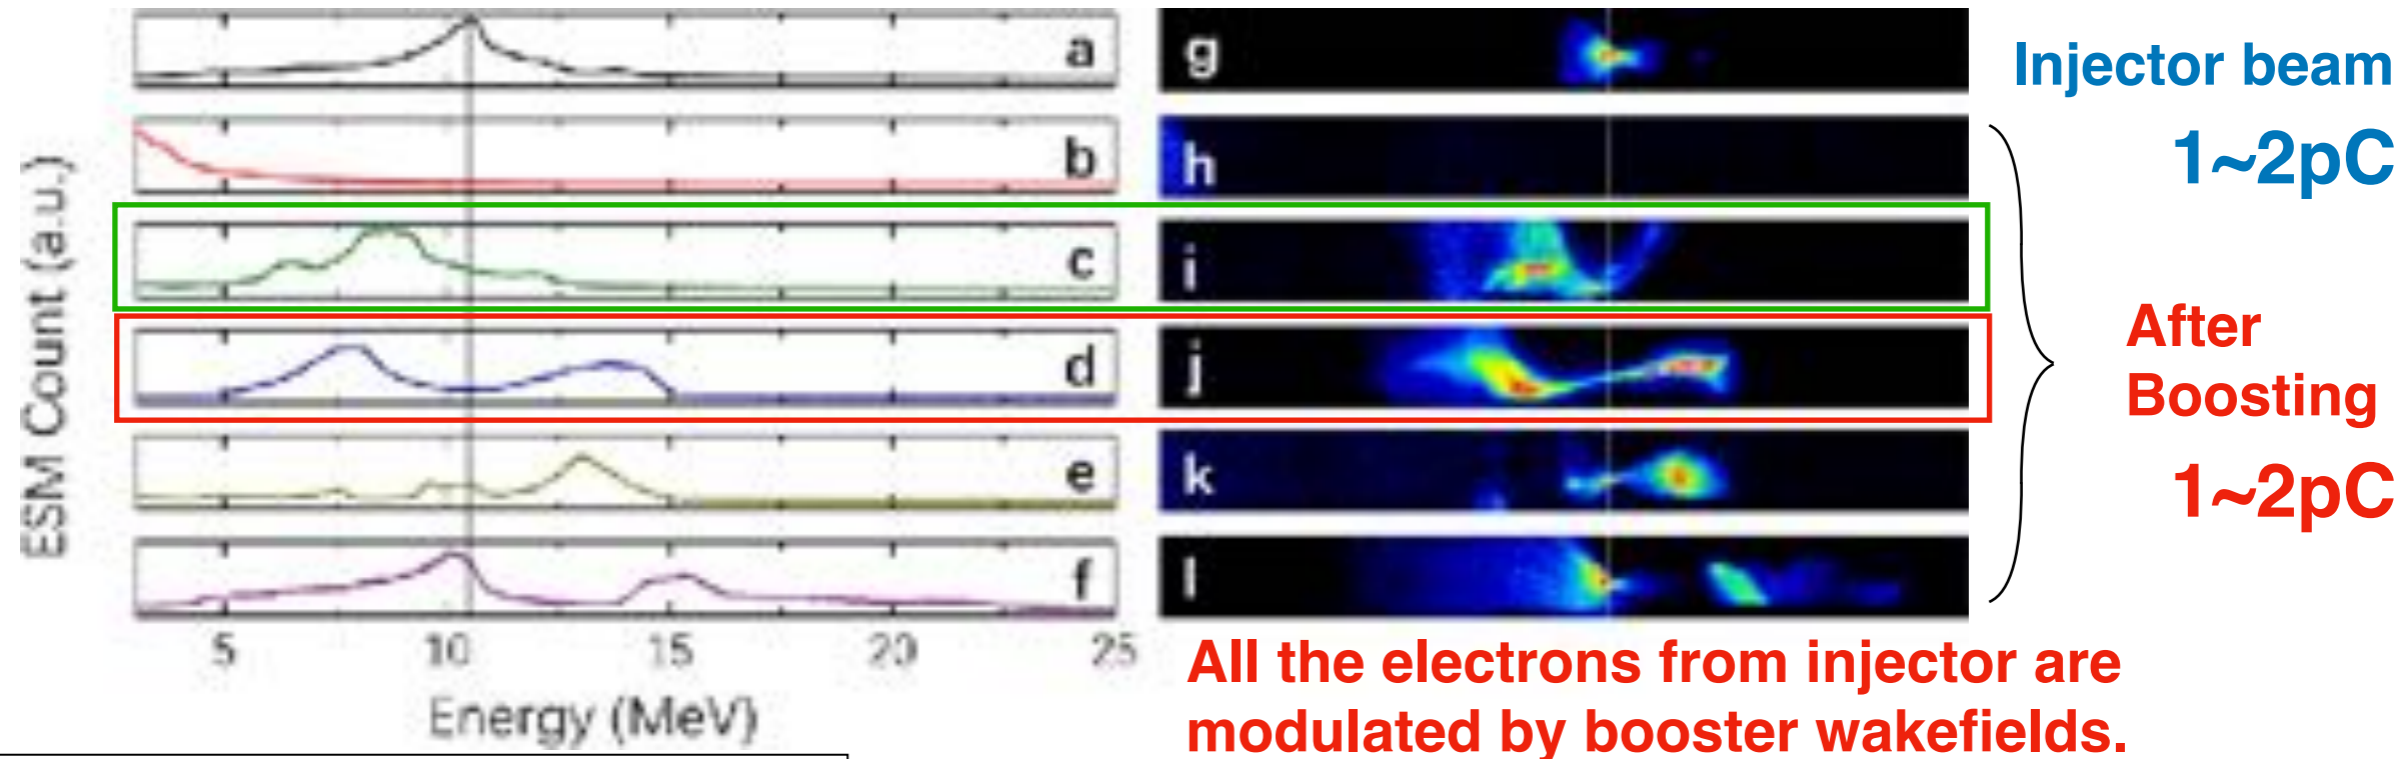 a
g
Injector beam
b
h
1~2pC
c
i
d
j
After
Boosting
e
k
1~2pC
f
l
ESM Count (a.u.)
5 10 15 20 25
Energy (MeV)
All the electrons from injector are
modulated by booster wakefields.